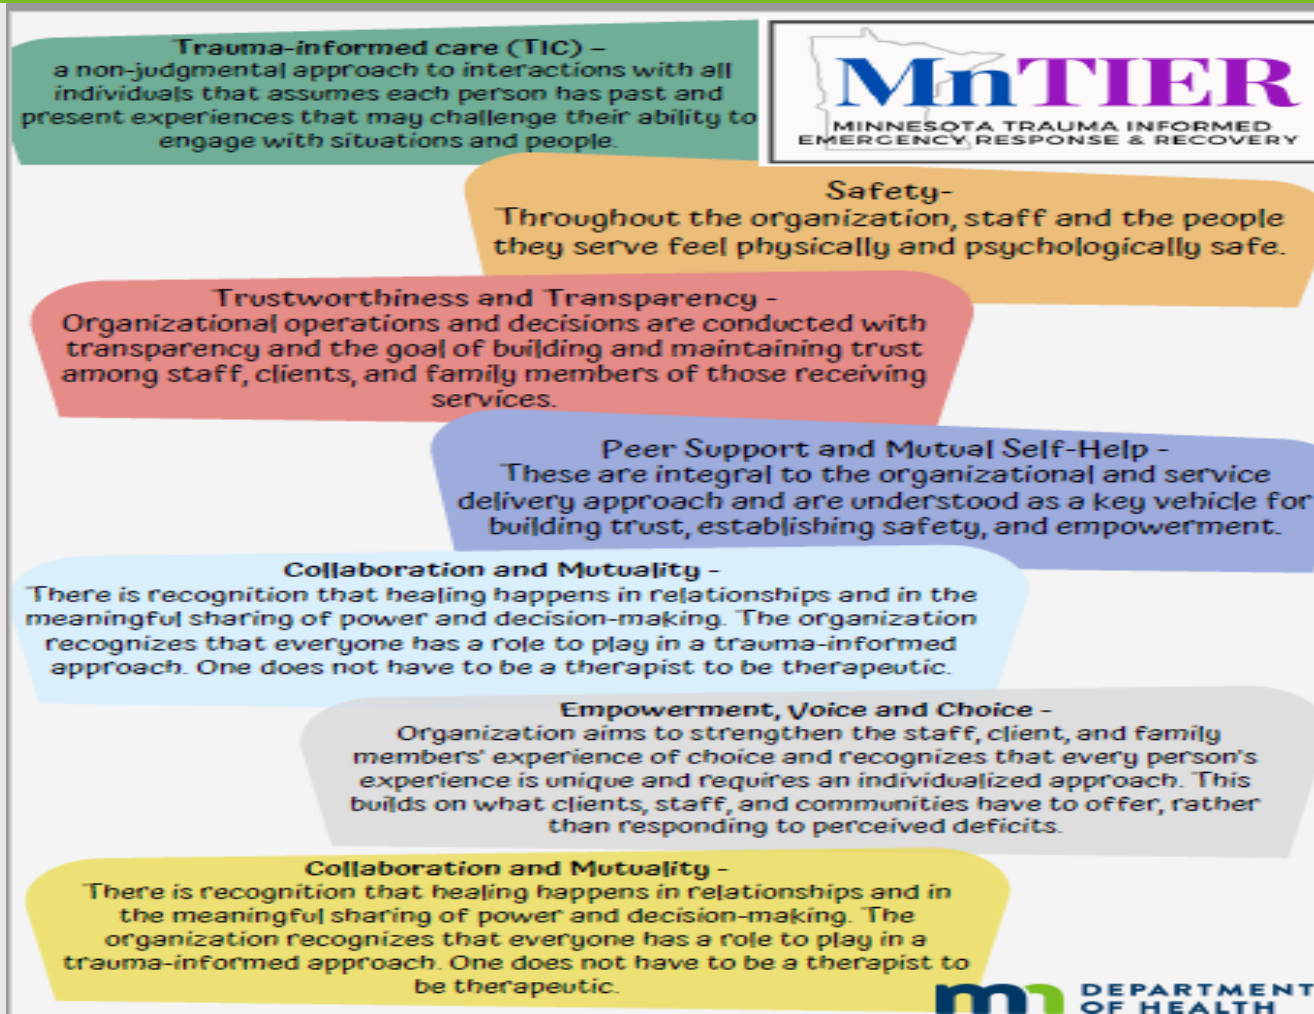 Trauma-informed care (TIC) –
a non-judgmental approach to interactions with all
individuals that assumes each person has past and
present experiences that may challenge their ability to
engage with situations and people.
MnTIER
MINNESOTA TRAUMA INFORMED
EMERGENCY RESPONSE & RECOVERY
Safety-
Throughout the organization, staff and the people
they serve feel physically and psychologically safe.
Trustworthiness and Transparency -
Organizational operations and decisions are conducted with
transparency and the goal of building and maintaining trust
among staff, clients, and family members of those receiving
services.
Peer Support and Mutual Self-Help -
These are integral to the organizational and service
delivery approach and are understood as a key vehicle for
building trust, establishing safety, and empowerment.
Collaboration and Mutuality -
There is recognition that healing happens in relationships and in the
meaningful sharing of power and decision-making. The organization
recognizes that everyone has a role to play in a trauma-informed
approach. One does not have to be a therapist to be therapeutic.
Empowerment, Voice and Choice -
Organization aims to strengthen the staff, client, and family
members' experience of choice and recognizes that every person's
experience is unique and requires an individualized approach. This
builds on what clients, staff, and communities have to offer, rather
than responding to perceived deficits.
Collaboration and Mutuality -
There is recognition that healing happens in relationships and in
the meaningful sharing of power and decision-making. The
organization recognizes that everyone has a role to play in a
trauma-informed approach. One does not have to be a therapist to
be therapeutic.
mn DEPARTMENT
OF HEALTH